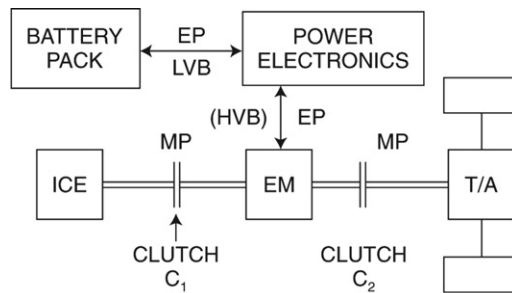 BATTERY
PACK
EP
LVB
POWER
ELECTRONICS
(HVB)
EP
MP
MP
ICE
EM
T/A
CLUTCH
C₁
CLUTCH
C₂